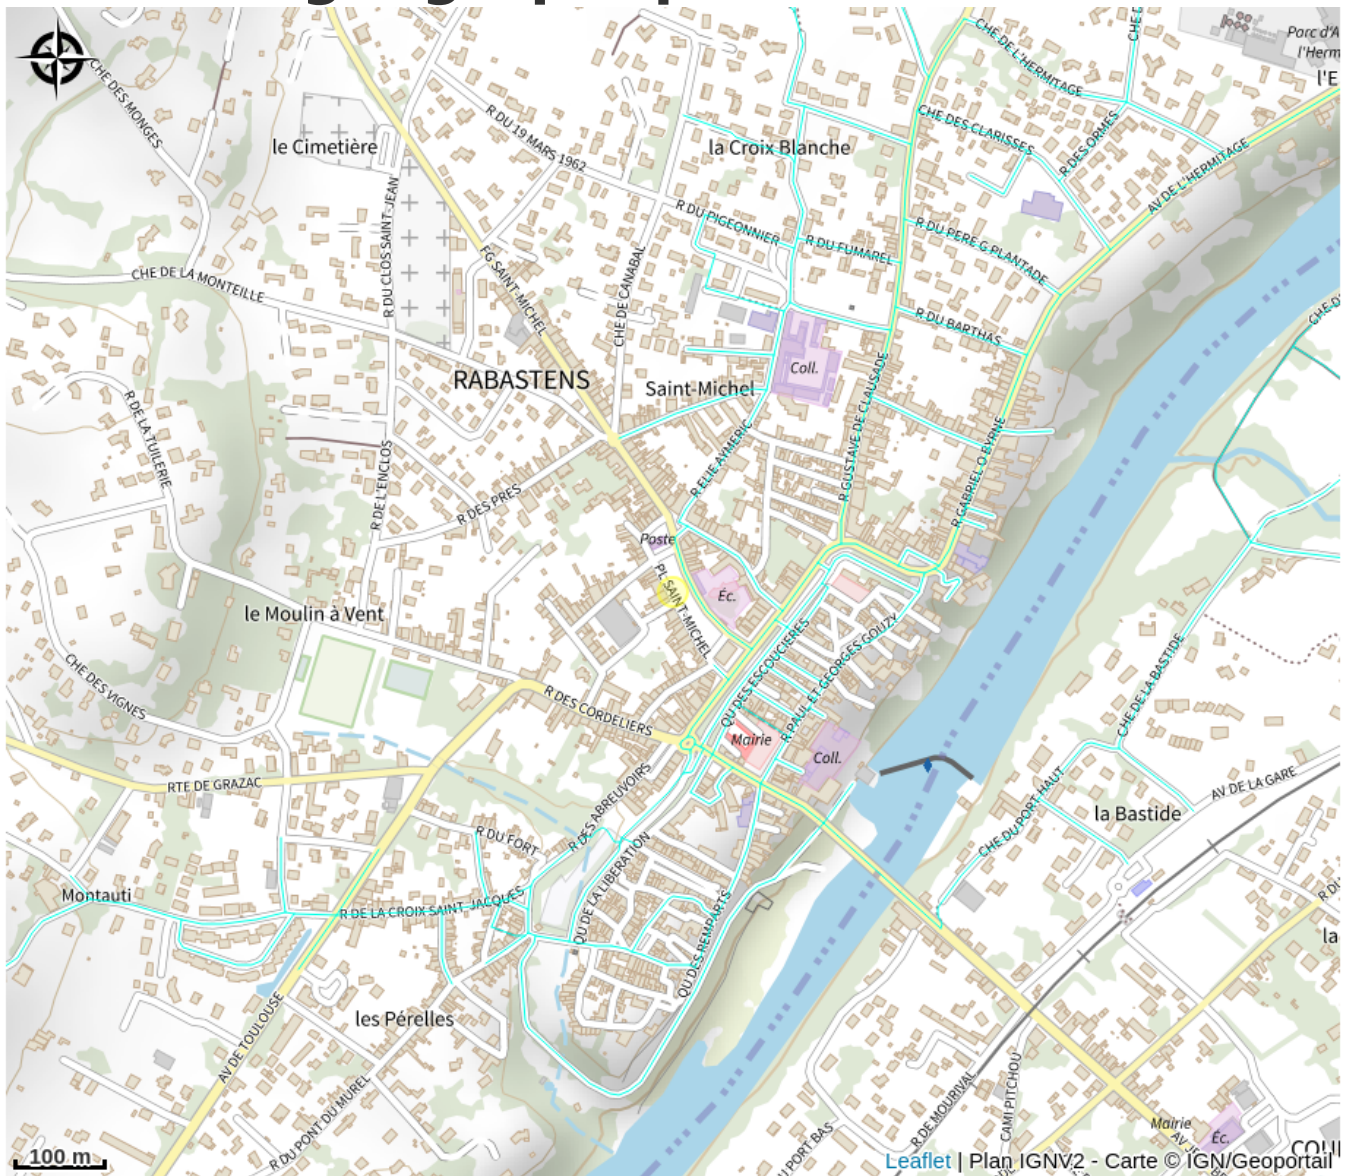 CHE DE L'HERMITAGE
CHE DES MONGES
Parc d'A
l'Herm
l'E
R DU 19 MARS 1962
CHE DES CLARISSES
R DES ORMES
le Cimetière
la Croix Blanche
AV DE L'HERMITAGE
R DU CLOS SAINT-JEAN
R DU PIGEONNIER
R DU FUMAREL
R DU PERE G PLANTADE
FG SAINT-MICHEL
CHE DE CANABAL
CHE DE LA MONTEILLE
R DU BARTHAS
RABASTENS
Saint-Michel
Coll.
R DE LA TUILERIE
R GUSTAVE DE CLAUSADE
R ELIE AYMERIC
R GABRIEL O BYRNE
R DE L'ENCLOS
R DES PRES
Poste
PL SAINT-MICHEL
Éc.
le Moulin à Vent
QU DES ESCOUCIERES
R PAUL ET GEORGES GOUZY
CHE DES VIGNES
CHE DE LA BASTIDE
R DES CORDELIERS
Mairie
Coll.
RTE DE GRAZAC
AV DE LA GARE
R DES ABREUVOIRS
CHE DU PORT HAUT
la Bastide
R DU FORT
QU DE LA LIBERATION
Montauti
R DE LA CROIX SAINT-JACQUES
QU DES REMPARTS
R DU
la
les Pérelles
AV DE TOULOUSE
R DU PONT DU MUREL
R DE MOURIVAL
CAMI PITCHOU
Mairie
Éc.
U PORT BAS
100 m
Leaflet | Plan IGNV2 - Carte © IGN/Geoportail